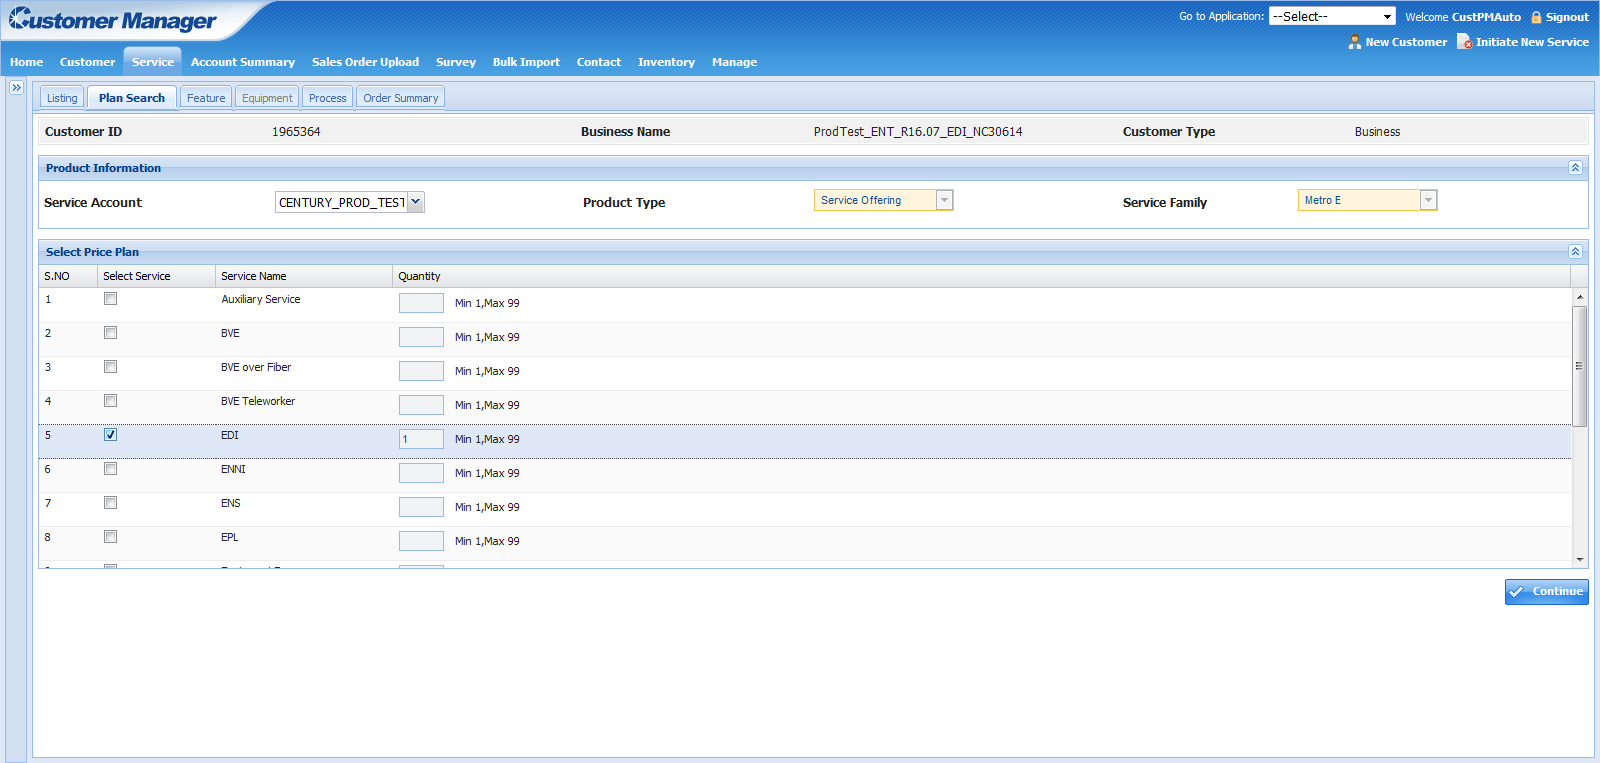 Customer Manager
Go to Application: --Select-- Welcome CustPMAuto Signout
New Customer Initiate New Service
Home Customer Service Account Summary Sales Order Upload Survey Bulk Import Contact Inventory Manage
Listing Plan Search Feature Equipment Process Order Summary
Customer ID 1965364 Business Name ProdTest_ENT_R16.07_EDI_NC30614 Customer Type Business
Product Information
Service Account CENTURY_PROD_TEST Product Type Service Offering Service Family Metro E
Select Price Plan
S.NO Select Service Service Name Quantity
1 Auxiliary Service Min 1,Max 99
2 BVE Min 1,Max 99
3 BVE over Fiber Min 1,Max 99
4 BVE Teleworker Min 1,Max 99
5 EDI 1 Min 1,Max 99
6 ENNI Min 1,Max 99
7 ENS Min 1,Max 99
8 EPL Min 1,Max 99
Continue